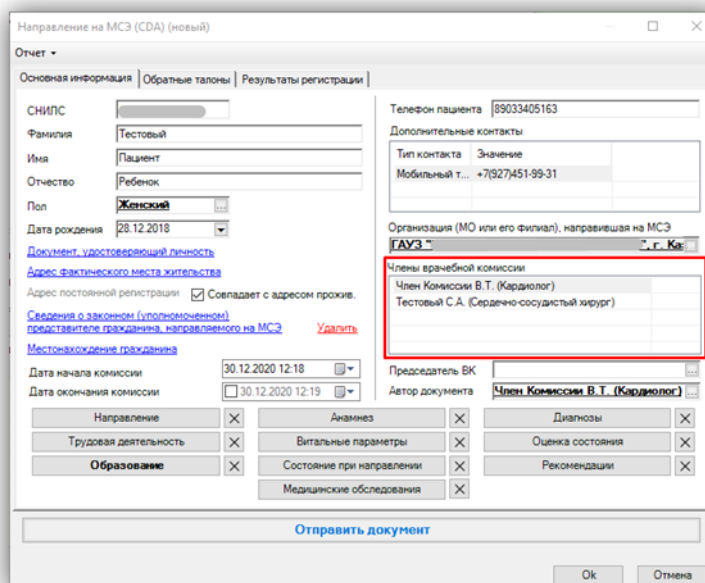 Направление на МСЭ (CDA) (новый)
Отчет
Основная информация Обратные талоны Результаты регистрации
СНИЛС
Фамилия Тестовый
Имя Пациент
Отчество Ребенок
Пол Женский ...
Дата рождения 28.12.2018
Документ, удостоверяющий личность
Адрес фактического места жительства
Адрес постоянной регистрации Совпадает с адресом прожив.
Сведения о законном (уполномоченном)
представителе гражданина, направляемого на МСЭ Удалить
Местонахождение гражданина
Дата начала комиссии 30.12.2020 12:18
Дата окончания комиссии 30.12.2020 12:19
Телефон пациента 89033405163
Дополнительные контакты
Тип контакта Значение
Мобильный т... +7(927)451-99-31
Организация (МО или его филиал), направившая на МСЭ
ГАУЗ " ", г. Ка
Члены врачебной комиссии
Член Комиссии В.Т. (Кардиолог)
Тестовый С.А. (Сердечно-сосудистый хирург)
Председатель ВК ...
Автор документа Член Комиссии В.Т. (Кардиолог) ...
Направление Анамнез Диагнозы
Трудовая деятельность Витальные параметры Оценка состояния
Образование Состояние при направлении Рекомендации
Медицинские обследования
Отправить документ
Ok Отмена